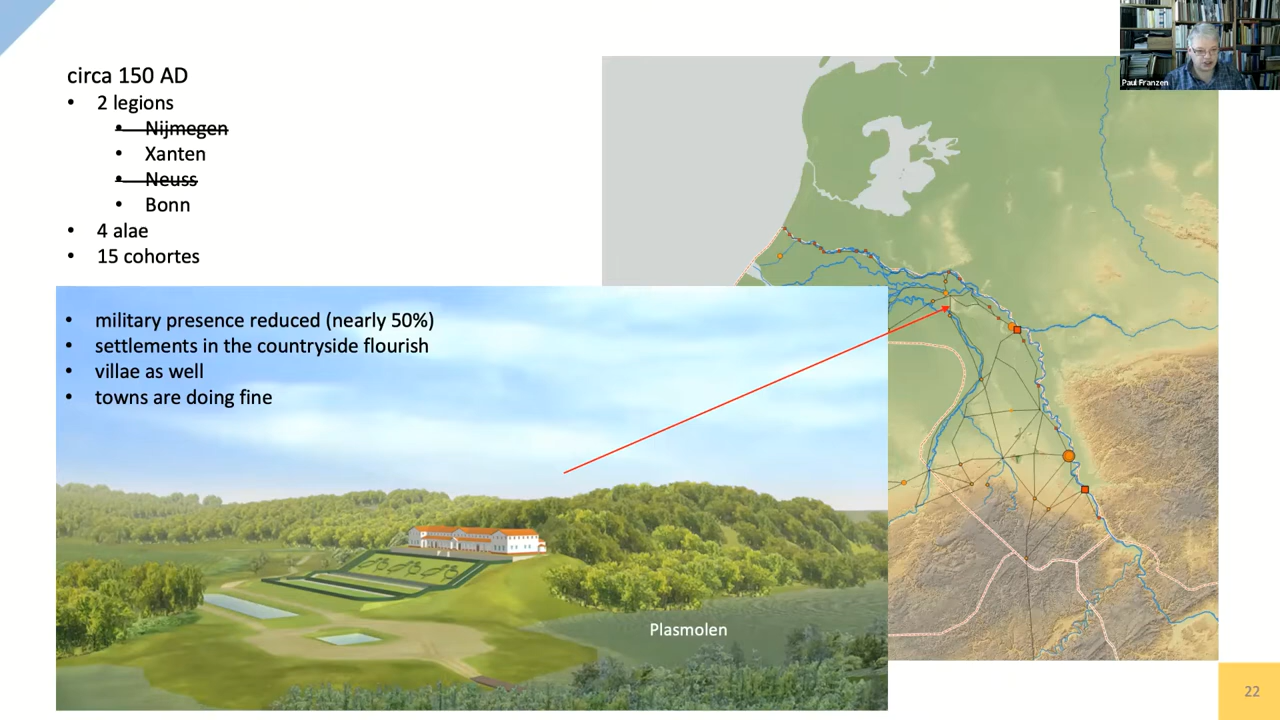 circa 150 AD
• 2 legions
• Nijmegen
• Xanten
• Neuss
• Bonn
• 4 alae
• 15 cohortes
• military presence reduced (nearly 50%)
• settlements in the countryside flourish
• villae as well
• towns are doing fine
Plasmolen
Paul Franzen
22